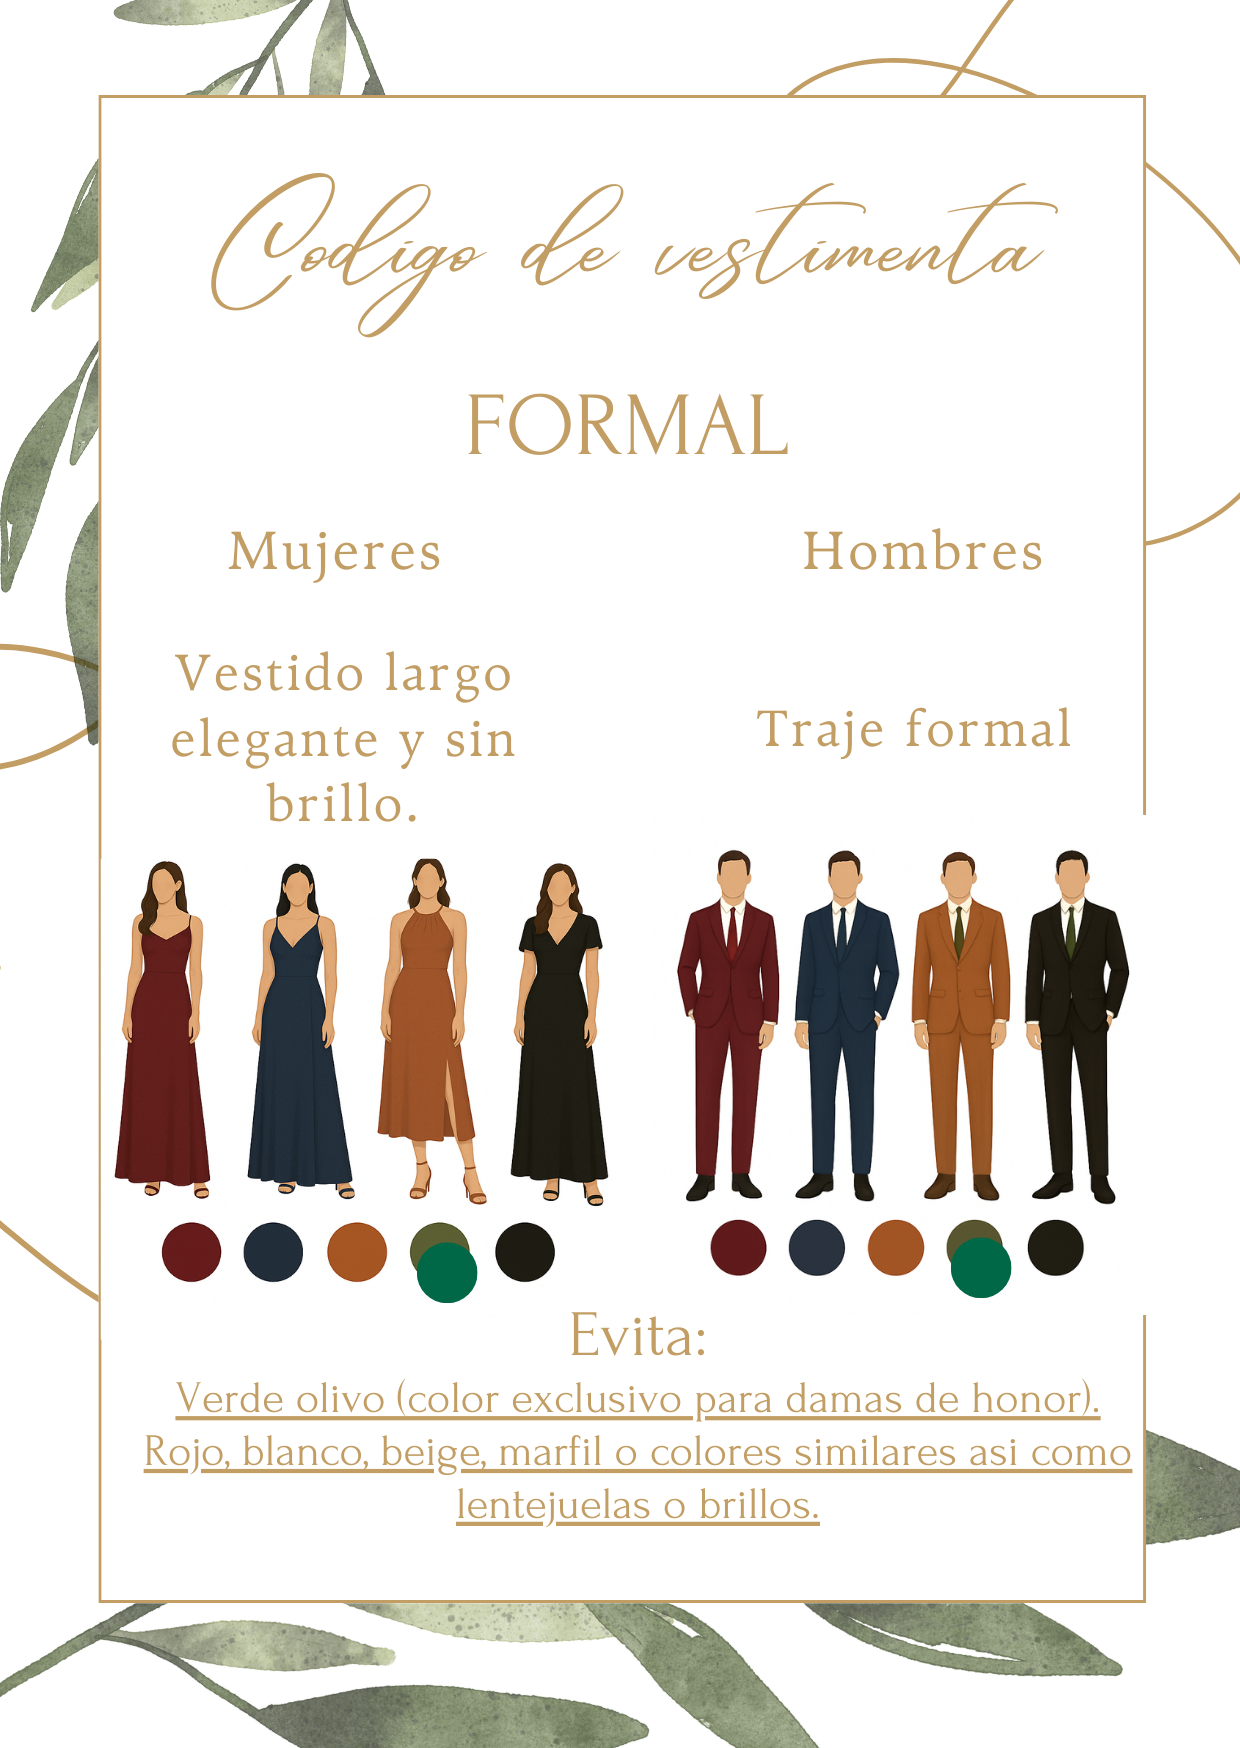 Codigo de vestimenta
FORMAL
Mujeres
Hombres
Vestido largo
elegante y sin
brillo.
Traje formal
Evita:
Verde olivo (color exclusivo para damas de honor).
Rojo, blanco, beige, marfil o colores similares asi como
lentejuelas o brillos.